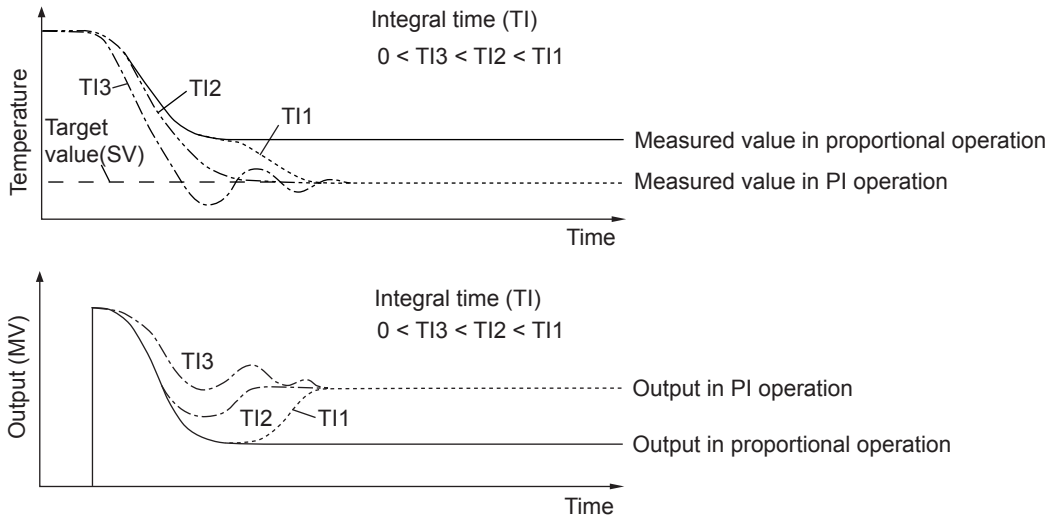 Integral time (TI)
0 < TI3 < TI2 < TI1
TI3
TI2
TI1
Target
value(SV)
Temperature
Measured value in proportional operation
Measured value in PI operation
Time
Integral time (TI)
0 < TI3 < TI2 < TI1
Output (MV)
TI3
TI2
TI1
Output in PI operation
Output in proportional operation
Time